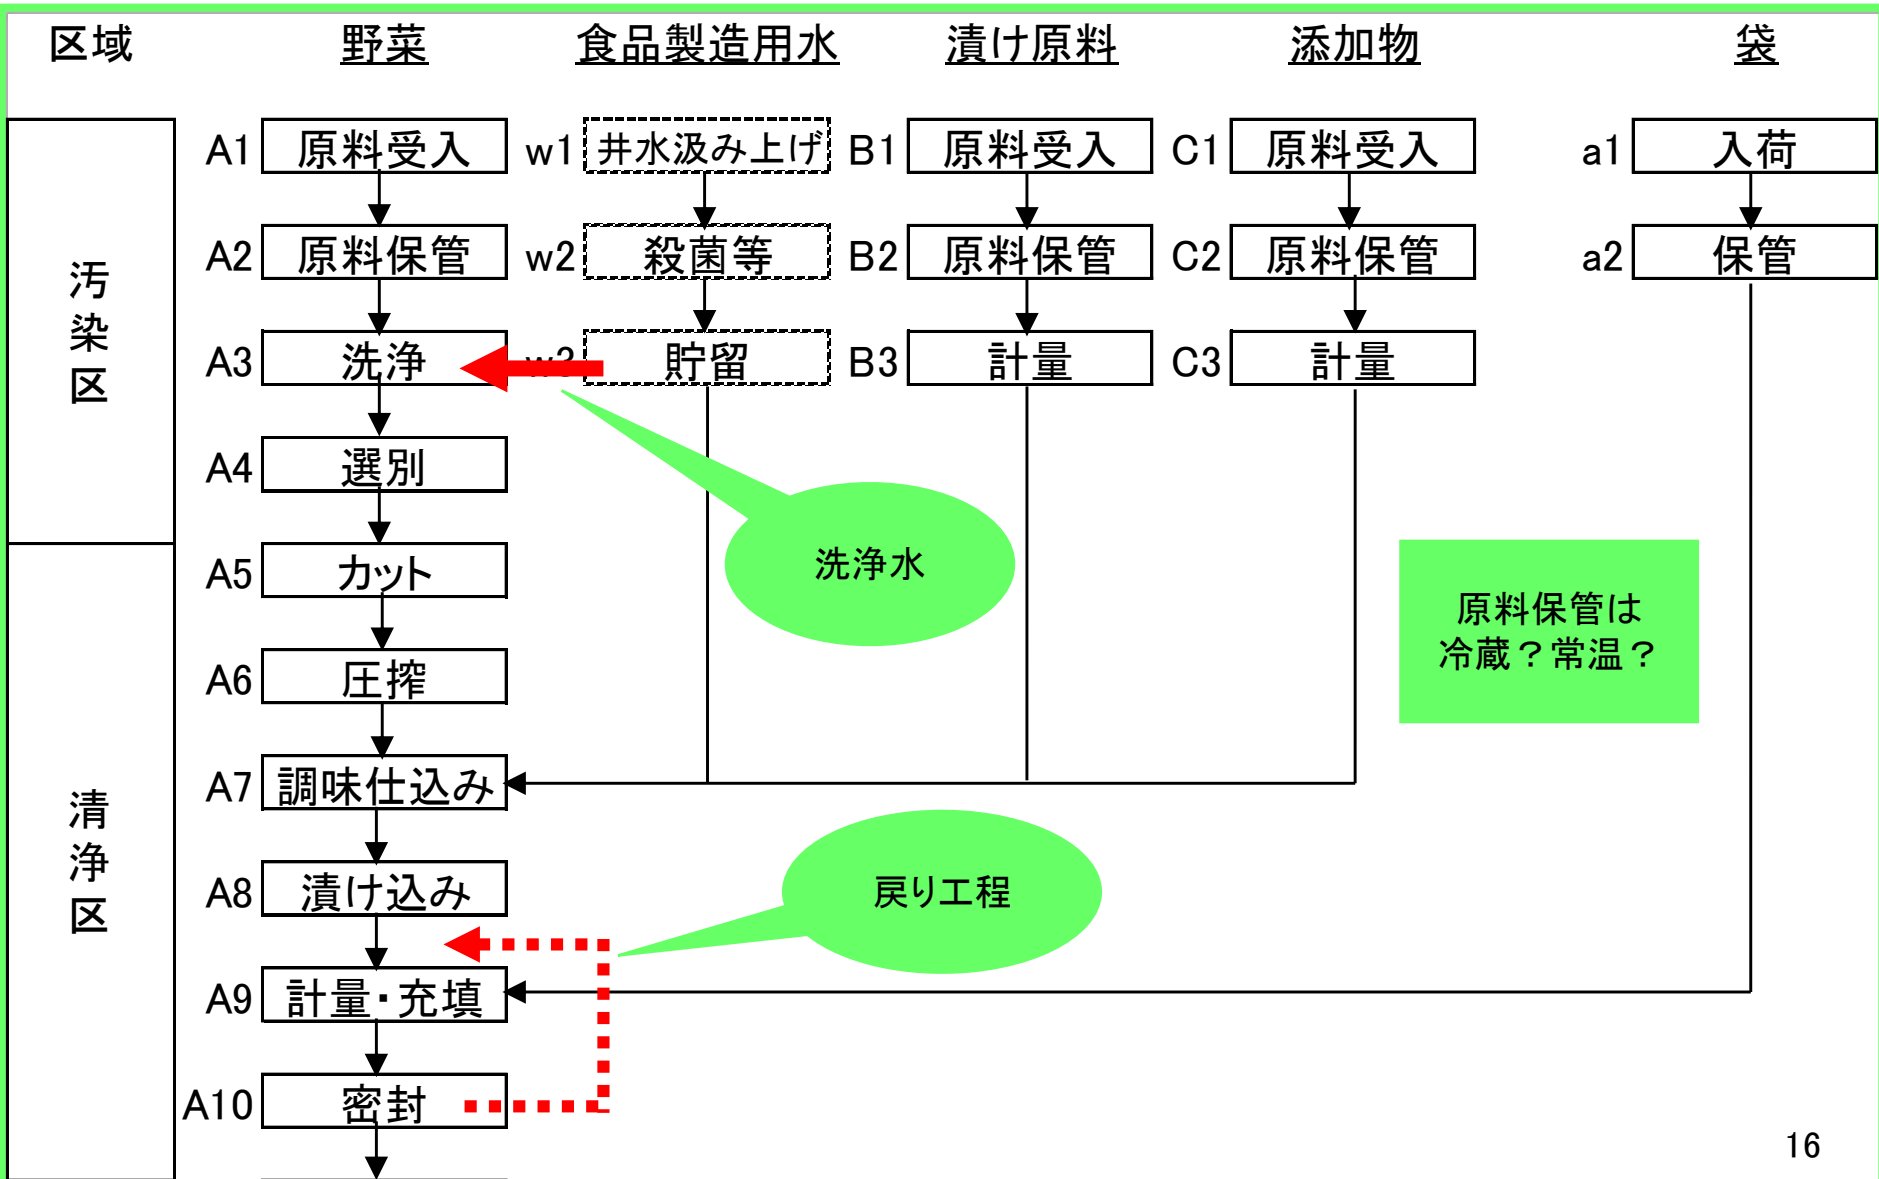 区域 野菜 食品製造用水 漬け原料 添加物 袋
A1 原料受入 w1 井水汲み上げ B1 原料受入 C1 原料受入 a1 入荷
A2 原料保管 w2 殺菌等 B2 原料保管 C2 原料保管 a2 保管
汚染区
A3 洗浄 w3 貯留 B3 計量 C3 計量
A4 選別
洗浄水
A5 カット
原料保管は
冷蔵？常温？
A6 圧搾
A7 調味仕込み
清浄区
A8 漬け込み
戻り工程
A9 計量・充填
A10 密封
16